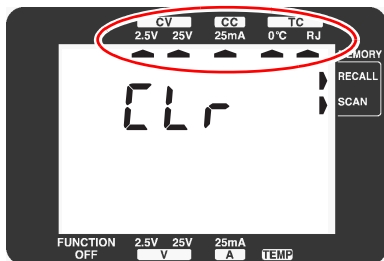 CV CC TC
2.5V 25V 25mA 0℃ RJ
MEMORY
RECALL
SCAN
CLr
FUNCTION 2.5V 25V 25mA
OFF V A TEMP